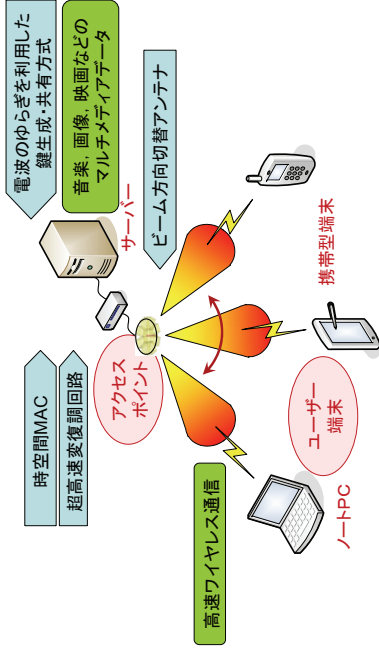 時空間MAC
超高速変復調回路
電波のゆらぎを利用した
鍵生成・共有方式
音楽, 画像, 映画などの
マルチメディアデータ
サーバー
ビーム方向切替アンテナ
アクセス
ポイント
高速ワイヤレス通信
ユーザー
端末
ノートPC
携帯型端末